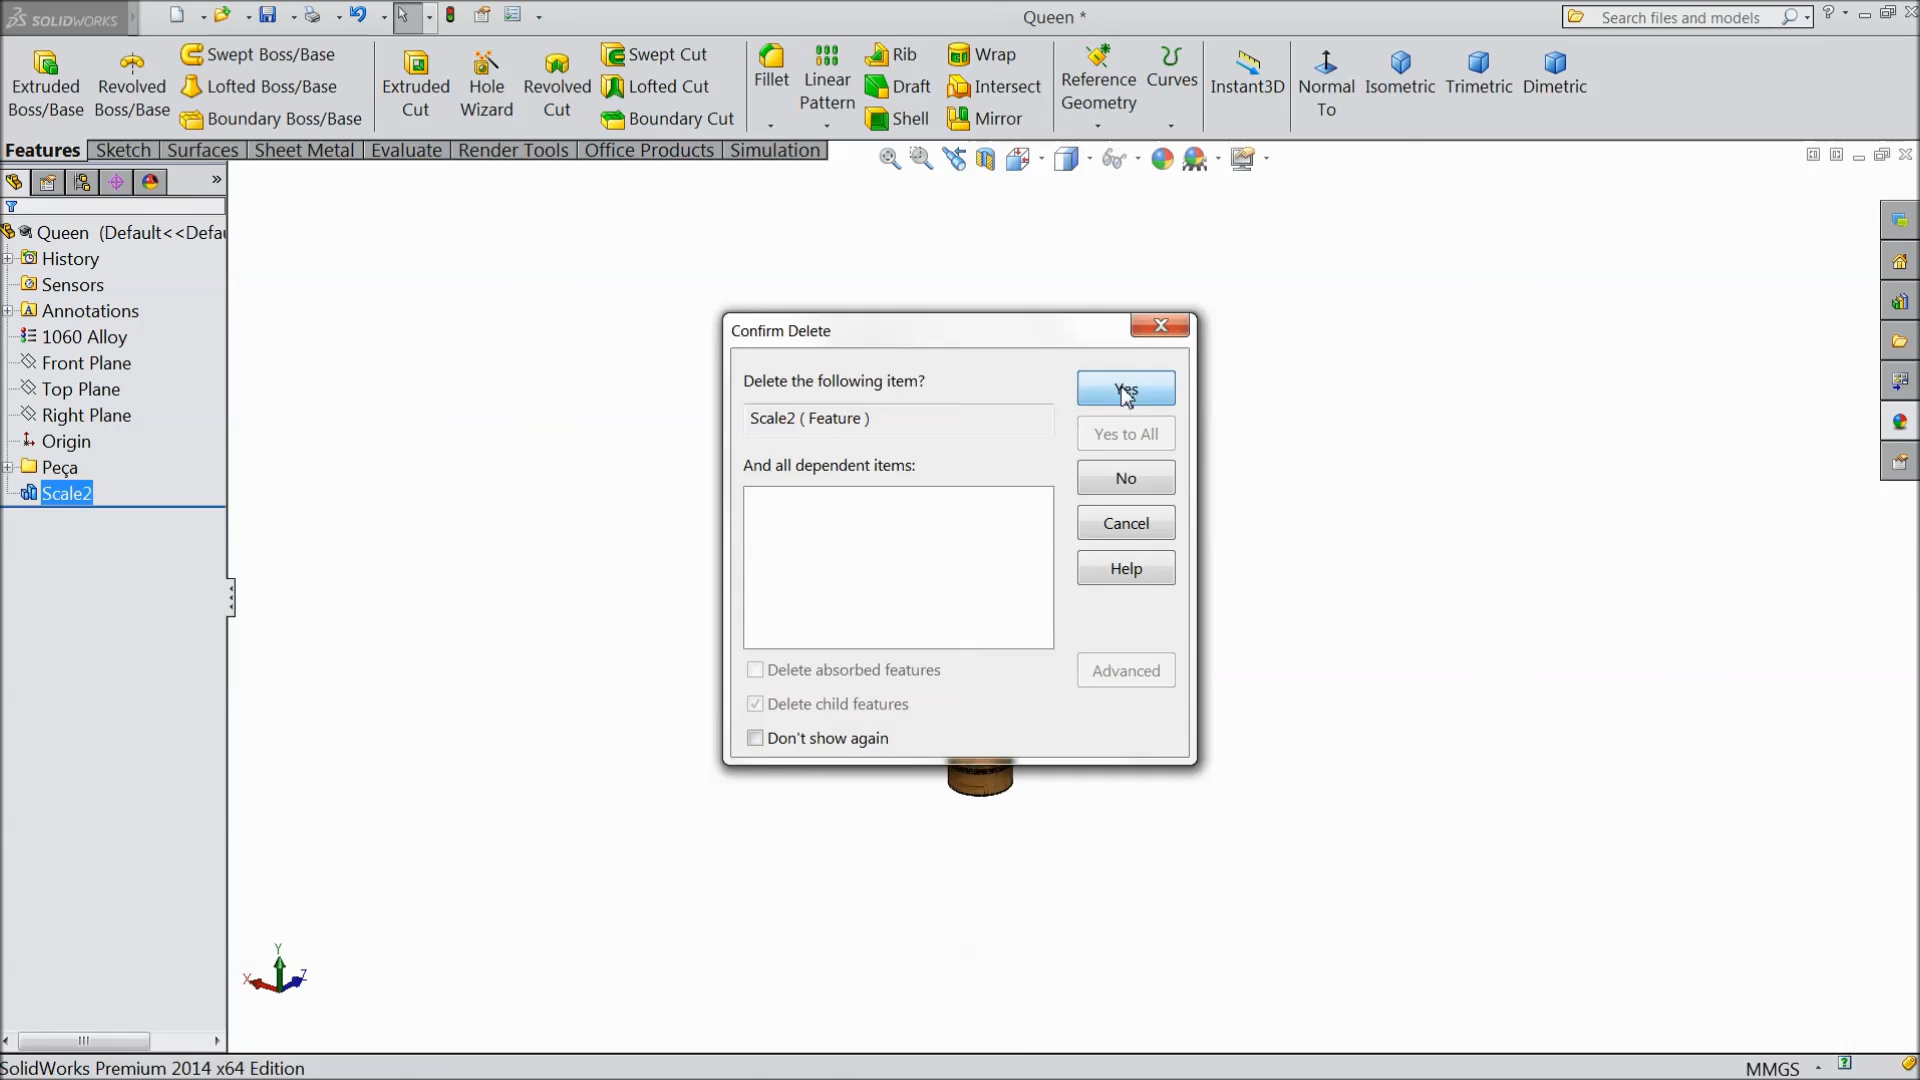 SOLIDWORKS
Queen *
Search files and models
Extruded Boss/Base
Revolved Boss/Base
Swept Boss/Base
Lofted Boss/Base
Boundary Boss/Base
Extruded Cut
Hole Wizard
Revolved Cut
Swept Cut
Lofted Cut
Boundary Cut
Fillet
Linear Pattern
Rib
Draft
Shell
Wrap
Intersect
Mirror
Reference Geometry
Curves
Instant3D
Normal To
Isometric
Trimetric
Dimetric
Features
Sketch
Surfaces
Sheet Metal
Evaluate
Render Tools
Office Products
Simulation
Queen (Default<<Defau
History
Sensors
Annotations
1060 Alloy
Front Plane
Top Plane
Right Plane
Origin
Peça
Scale2
Confirm Delete
Delete the following item?
Scale2 ( Feature )
And all dependent items:
Delete absorbed features
Delete child features
Don't show again
Yes
Yes to All
No
Cancel
Help
Advanced
Y
X
Z
SolidWorks Premium 2014 x64 Edition
MMGS